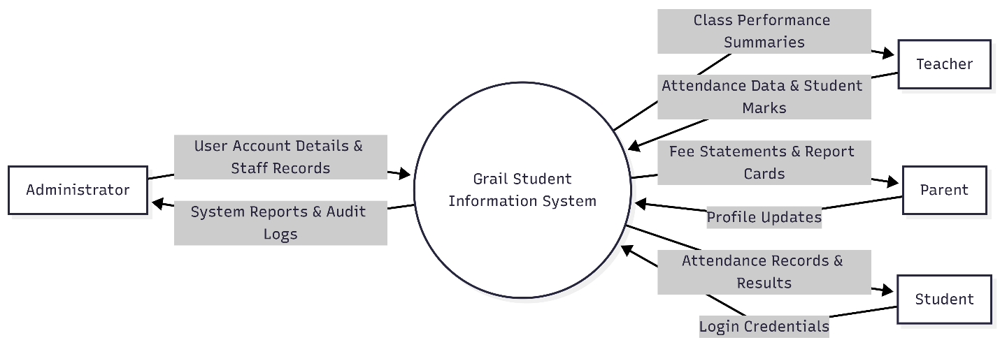 Class Performance
Summaries
Teacher
Attendance Data & Student
Marks
User Account Details &
Staff Records
Fee Statements & Report
Cards
Administrator
Grail Student
Information System
Parent
System Reports & Audit
Logs
Profile Updates
Attendance Records &
Results
Student
Login Credentials